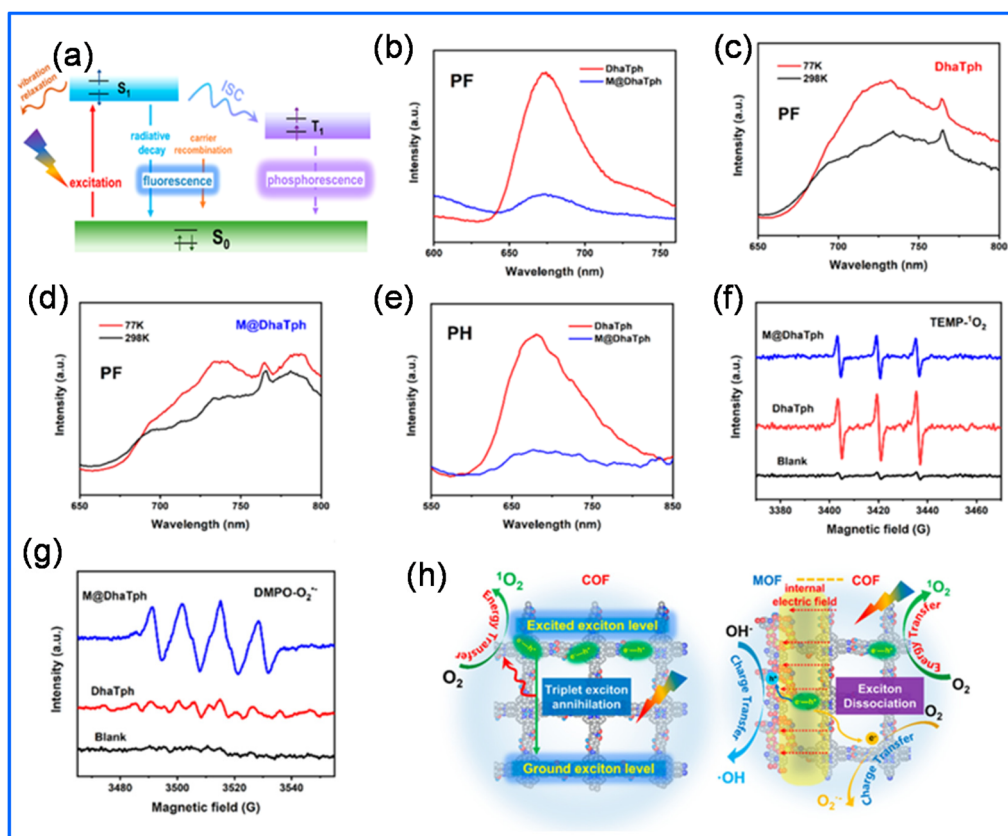 (a)
vibration
relaxation
S1
ISC
T1
radiative
decay
carrier
recombination
excitation
fluorescence
phosphorescence
S0
(b)
PF
DhaTph
M@DhaTph
Intensity (a.u.)
600
650
700
750
Wavelength (nm)
(c)
77K
298K
DhaTph
PF
Intensity (a.u.)
650
700
750
800
Wavelength (nm)
(d)
77K
298K
M@DhaTph
PF
Intensity (a.u.)
650
700
750
800
Wavelength (nm)
(e)
PH
DhaTph
M@DhaTph
Intensity (a.u.)
550
600
650
700
750
800
850
Wavelength (nm)
(f)
TEMP-¹O₂
M@DhaTph
DhaTph
Blank
Intensity (a.u.)
3380
3400
3420
3440
3460
Magnetic field (G)
(g)
DMPO-O₂•⁻
M@DhaTph
DhaTph
Blank
Intensity (a.u.)
3480
3500
3520
3540
Magnetic field (G)
(h)
¹O₂
COF
Energy Transfer
O₂
Excited exciton level
e⁻-h⁺
e⁻-h⁺
e⁻-h⁺
Triplet exciton
annihilation
Ground exciton level
MOF
COF
internal
electric field
¹O₂
Energy Transfer
O₂
OH⁻
Charge Transfer
h⁺
e⁻-h⁺
e⁻-h⁺
Exciton
Dissociation
e⁻
O₂
Charge Transfer
·OH
O₂•⁻